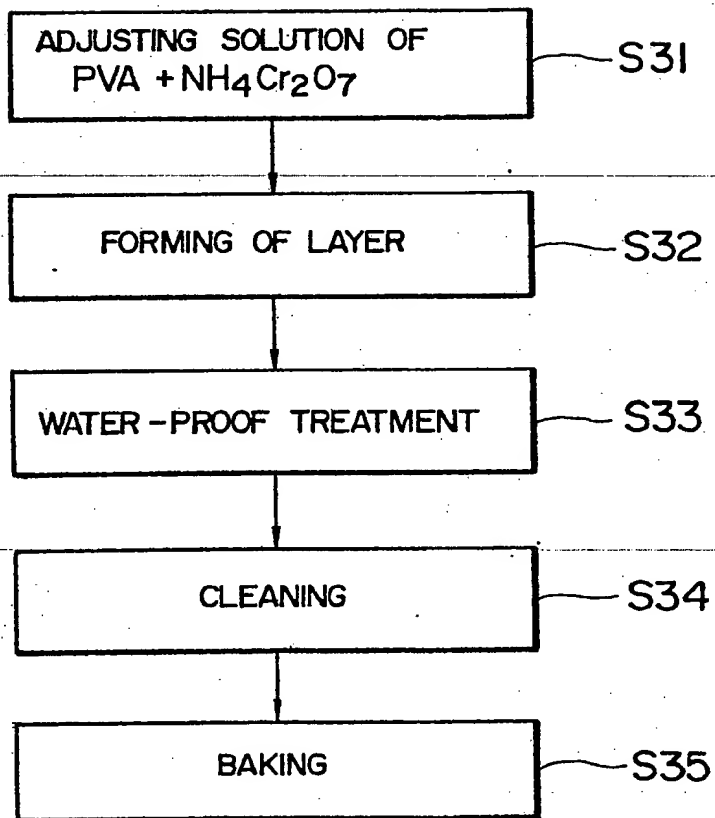 ADJUSTING SOLUTION OF
PVA + NH4Cr2O7
S31
FORMING OF LAYER
S32
WATER-PROOF TREATMENT
S33
CLEANING
S34
BAKING
S35